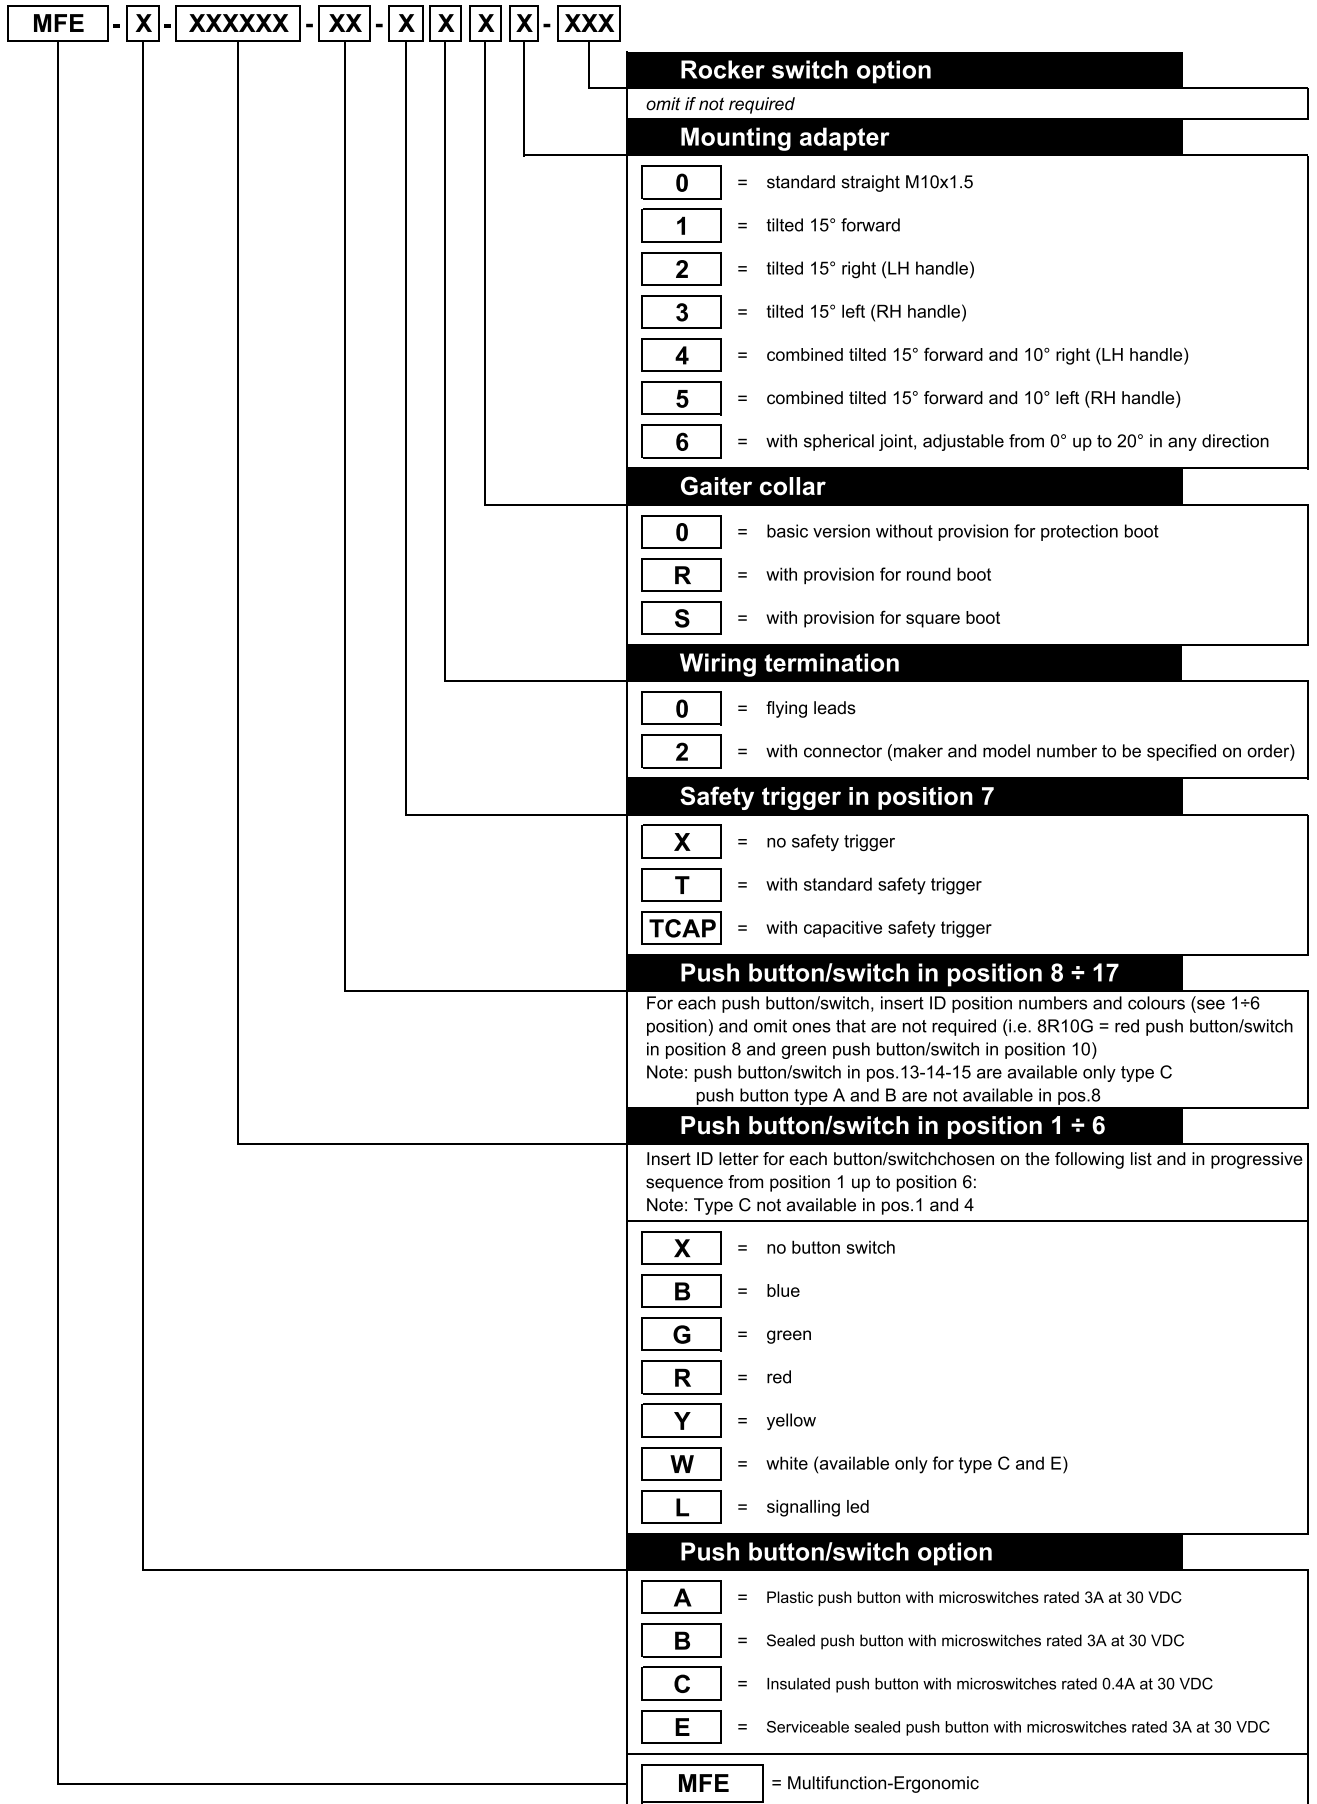 MFE - X - XXXXXX - XX - X X X X - XXX
Rocker switch option
omit if not required
Mounting adapter
0 = standard straight M10x1.5
1 = tilted 15° forward
2 = tilted 15° right (LH handle)
3 = tilted 15° left (RH handle)
4 = combined tilted 15° forward and 10° right (LH handle)
5 = combined tilted 15° forward and 10° left (RH handle)
6 = with spherical joint, adjustable from 0° up to 20° in any direction
Gaiter collar
0 = basic version without provision for protection boot
R = with provision for round boot
S = with provision for square boot
Wiring termination
0 = flying leads
2 = with connector (maker and model number to be specified on order)
Safety trigger in position 7
X = no safety trigger
T = with standard safety trigger
TCAP = with capacitive safety trigger
Push button/switch in position 8 ÷ 17
For each push button/switch, insert ID position numbers and colours (see 1÷6
position) and omit ones that are not required (i.e. 8R10G = red push button/switch
in position 8 and green push button/switch in position 10)
Note: push button/switch in pos.13-14-15 are available only type C
push button type A and B are not available in pos.8
Push button/switch in position 1 ÷ 6
Insert ID letter for each button/switchchosen on the following list and in progressive
sequence from position 1 up to position 6:
Note: Type C not available in pos.1 and 4
X = no button switch
B = blue
G = green
R = red
Y = yellow
W = white (available only for type C and E)
L = signalling led
Push button/switch option
A = Plastic push button with microswitches rated 3A at 30 VDC
B = Sealed push button with microswitches rated 3A at 30 VDC
C = Insulated push button with microswitches rated 0.4A at 30 VDC
E = Serviceable sealed push button with microswitches rated 3A at 30 VDC
MFE = Multifunction-Ergonomic